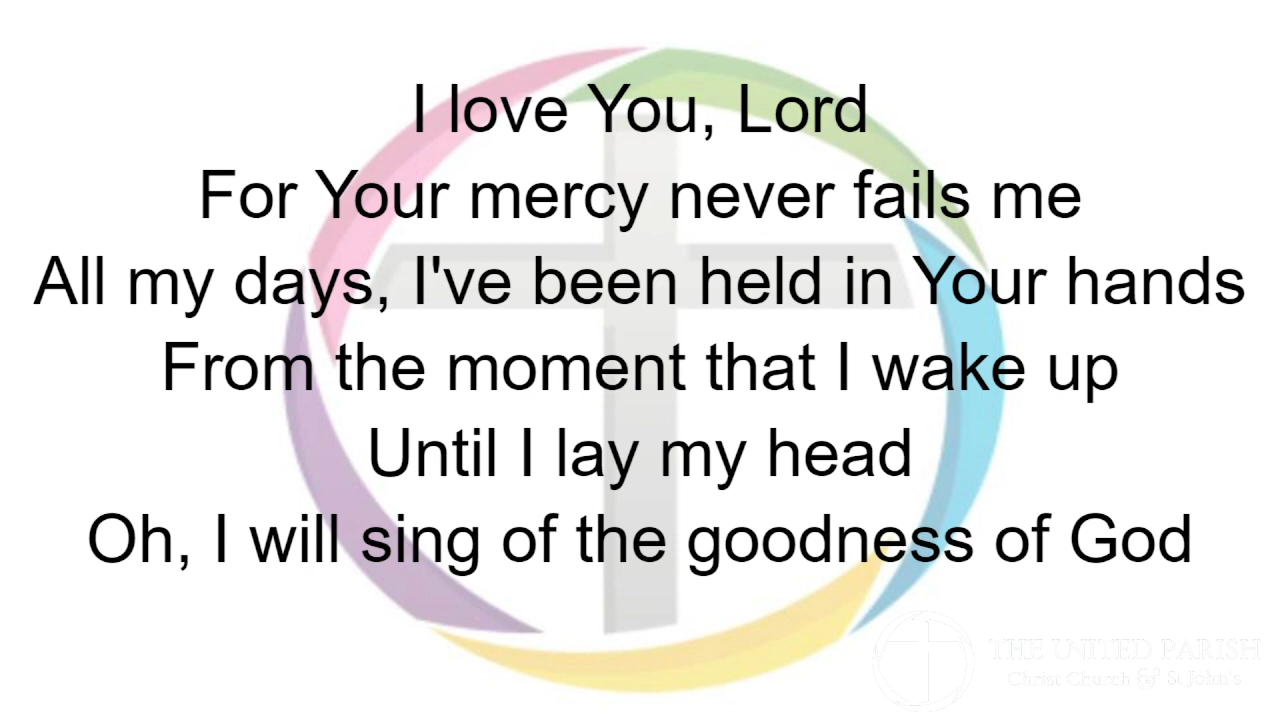 I love You, Lord
For Your mercy never fails me
All my days, I've been held in Your hands
From the moment that I wake up
Until I lay my head
Oh, I will sing of the goodness of God
THE UNITED PARISH
Christ Church & St John's